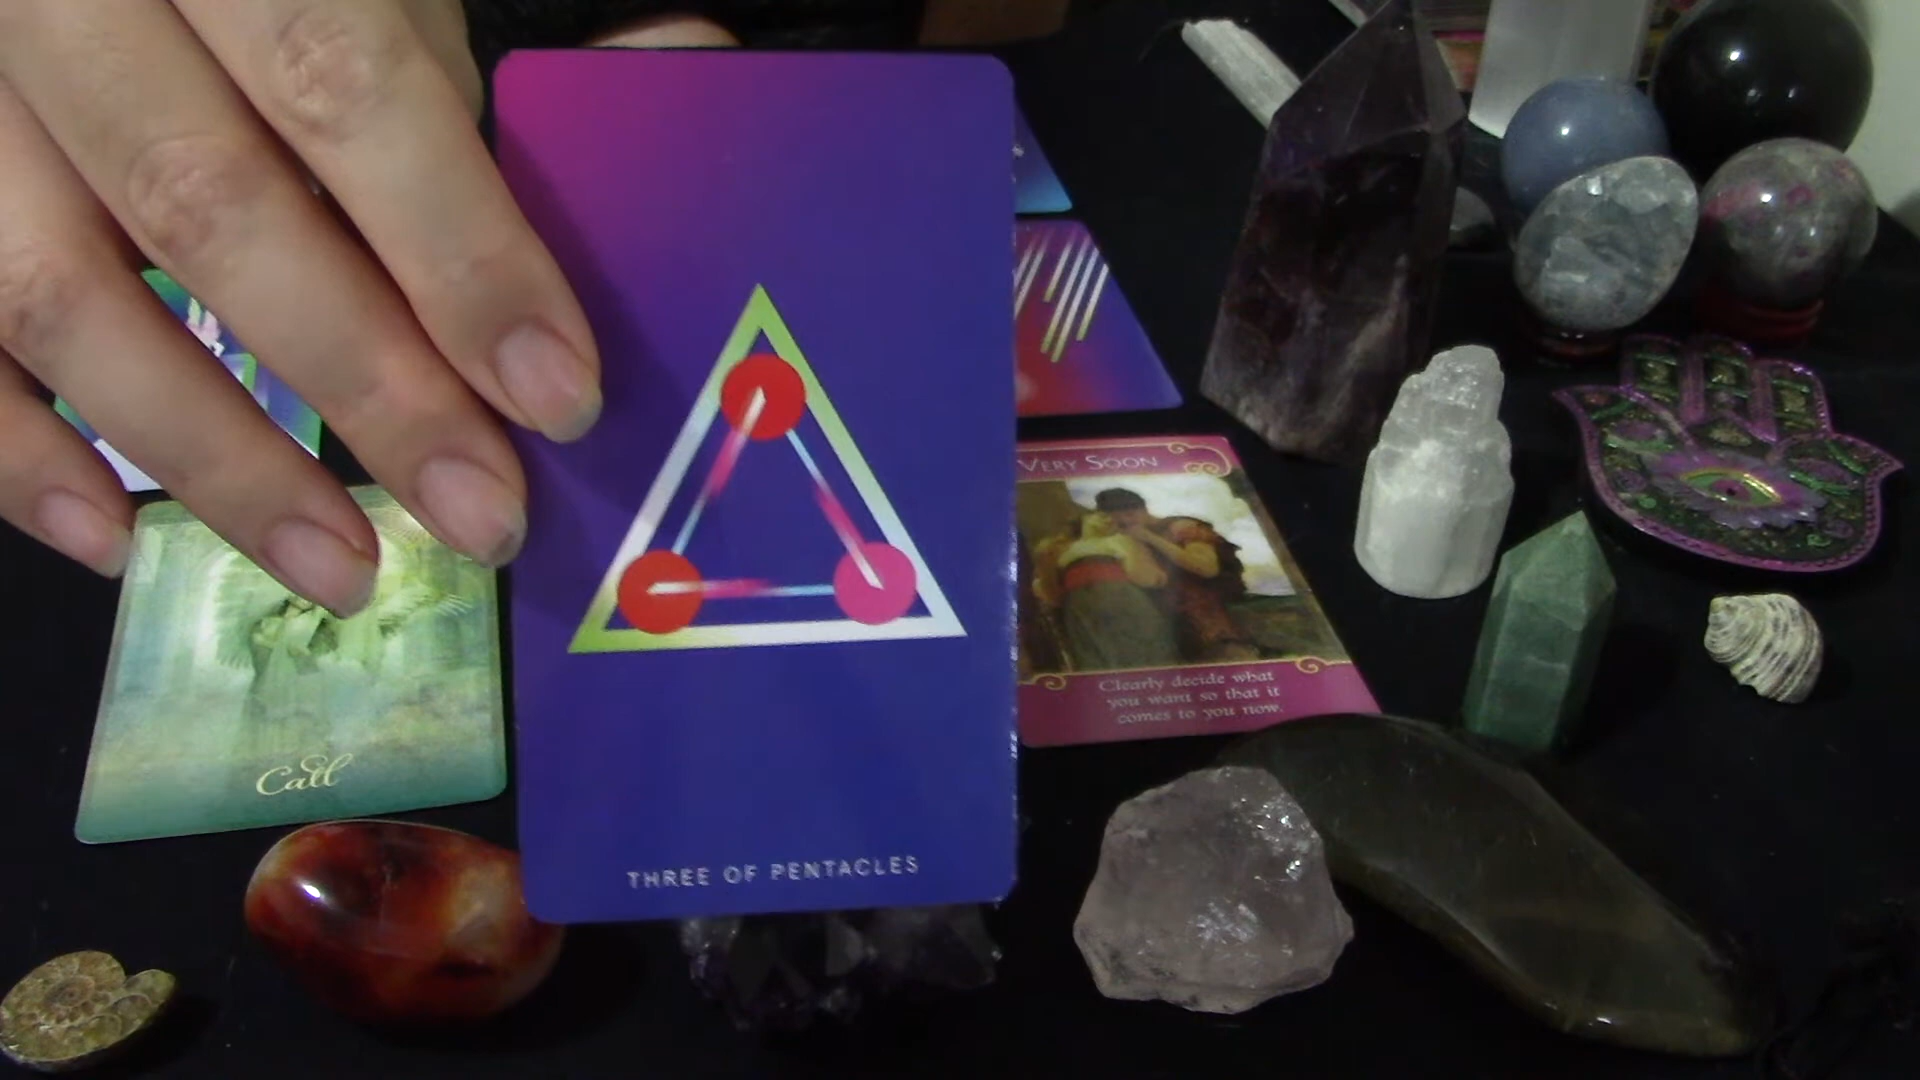 VERY SOON
Clearly decide what
you want so that it
comes to you now.
Call
THREE OF PENTACLES